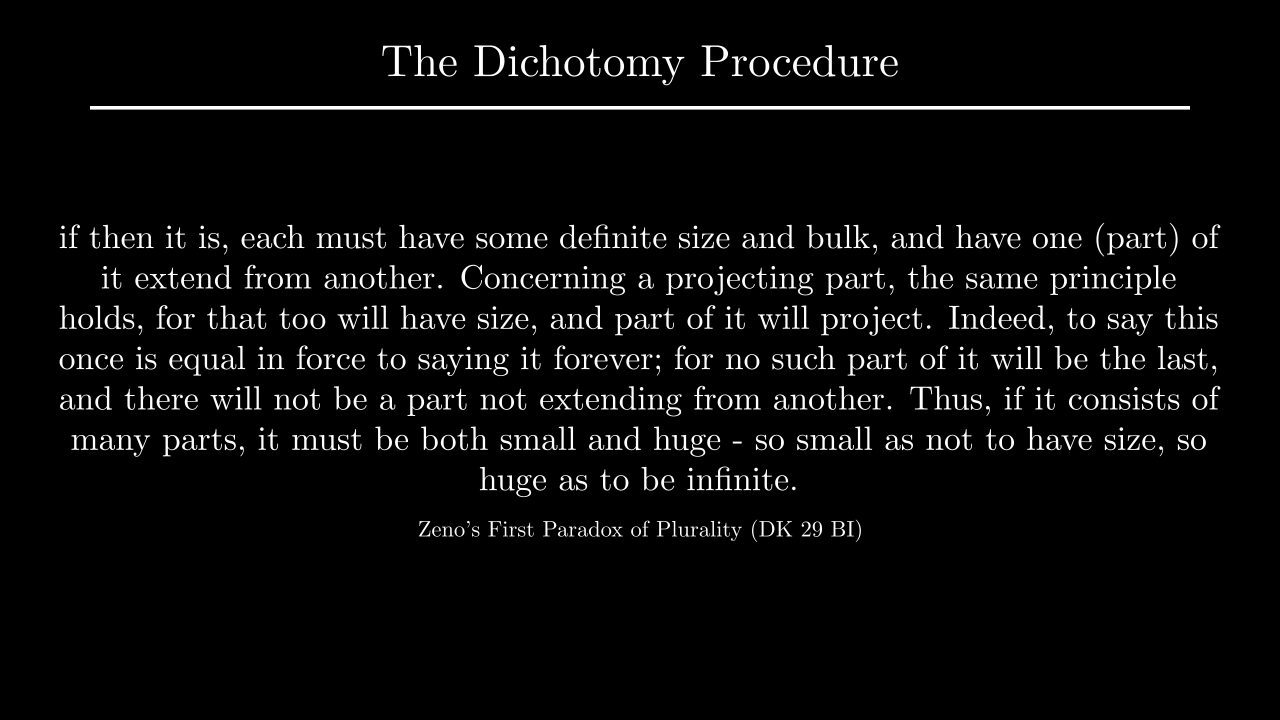 The Dichotomy Procedure
if then it is, each must have some definite size and bulk, and have one (part) of
it extend from another. Concerning a projecting part, the same principle
holds, for that too will have size, and part of it will project. Indeed, to say this
once is equal in force to saying it forever; for no such part of it will be the last,
and there will not be a part not extending from another. Thus, if it consists of
many parts, it must be both small and huge - so small as not to have size, so
huge as to be infinite.
Zeno's First Paradox of Plurality (DK 29 BI)